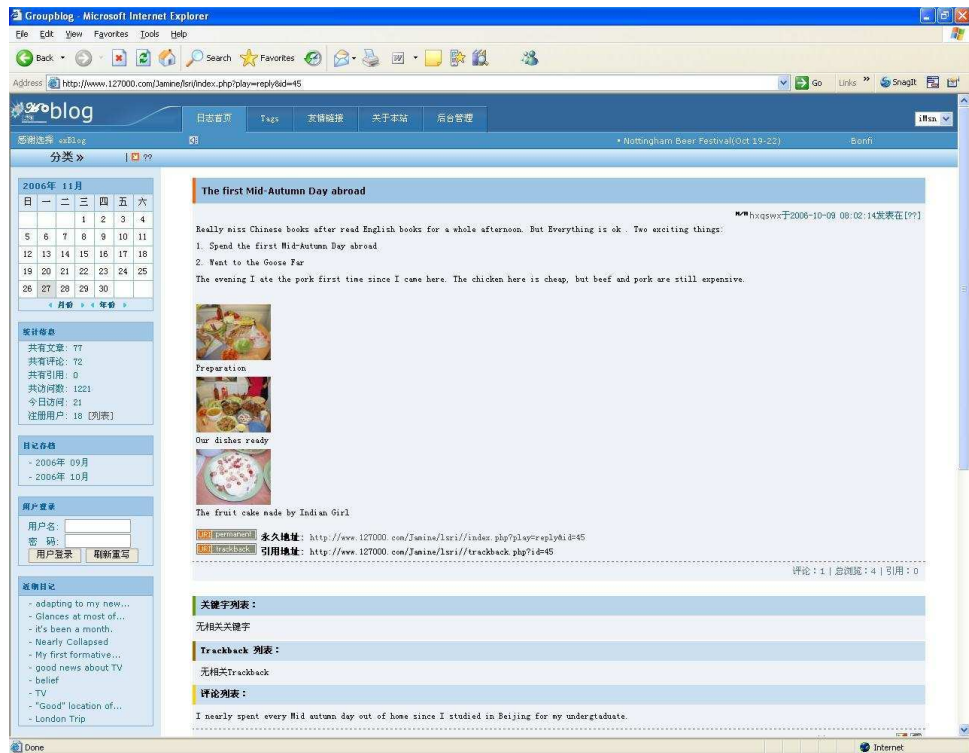 Groupblog - Microsoft Internet Explorer
File Edit View Favorites Tools Help
Back Search Favorites
Address http://www.127000.com/Jamine/lsri/index.php?play=reply&id=45 Go Links » SnagIt
blog
日志首页 Tags 友情链接 关于本站 后台管理
iMsn
感谢选择 exBlog
• Nottingham Beer Festival(Oct 19-22) Bonfi
分类 » | ??
2006年 11月
日 一 二 三 四 五 六
1 2 3 4
5 6 7 8 9 10 11
12 13 14 15 16 17 18
19 20 21 22 23 24 25
26 27 28 29 30
月份 年份
统计信息
共有文章: 77
共有评论: 72
共有引用: 0
共访问数: 1221
今日访问: 21
注册用户: 18 [列表]
日记存档
- 2006年 09月
- 2006年 10月
用户登录
用户名:
密 码:
用户登录 刷新重写
近期日记
- adapting to my new...
- Glances at most of...
- it's been a month.
- Nearly Collapsed
- My first formative...
- good news about TV
- belief
- TV
- "Good" location of...
- London Trip
The first Mid-Autumn Day abroad
hxqswx于2006-10-09 08:02:14发表在[??]
Really miss Chinese books after read English books for a whole afternoon. But Everything is ok . Two exciting things:
1. Spend the first Mid-Autumn Day abroad
2. Went to the Goose Far
The evening I ate the pork first time since I came here. The chicken here is cheap, but beef and pork are still expensive.
Preparation
Our dishes ready
The fruit cake made by Indian Girl
URI permanent 永久地址: http://www.127000.com/Jamine/lsri//index.php?play=reply&id=45
URI trackback 引用地址: http://www.127000.com/Jamine/lsri//trackback.php?id=45
评论：1 | 总浏览：4 | 引用：0
关键字列表：
无相关关键字
Trackback 列表：
无相关Trackback
评论列表：
I nearly spent every Mid autumn day out of home since I studied in Beijing for my undergtaduate.
Done Internet